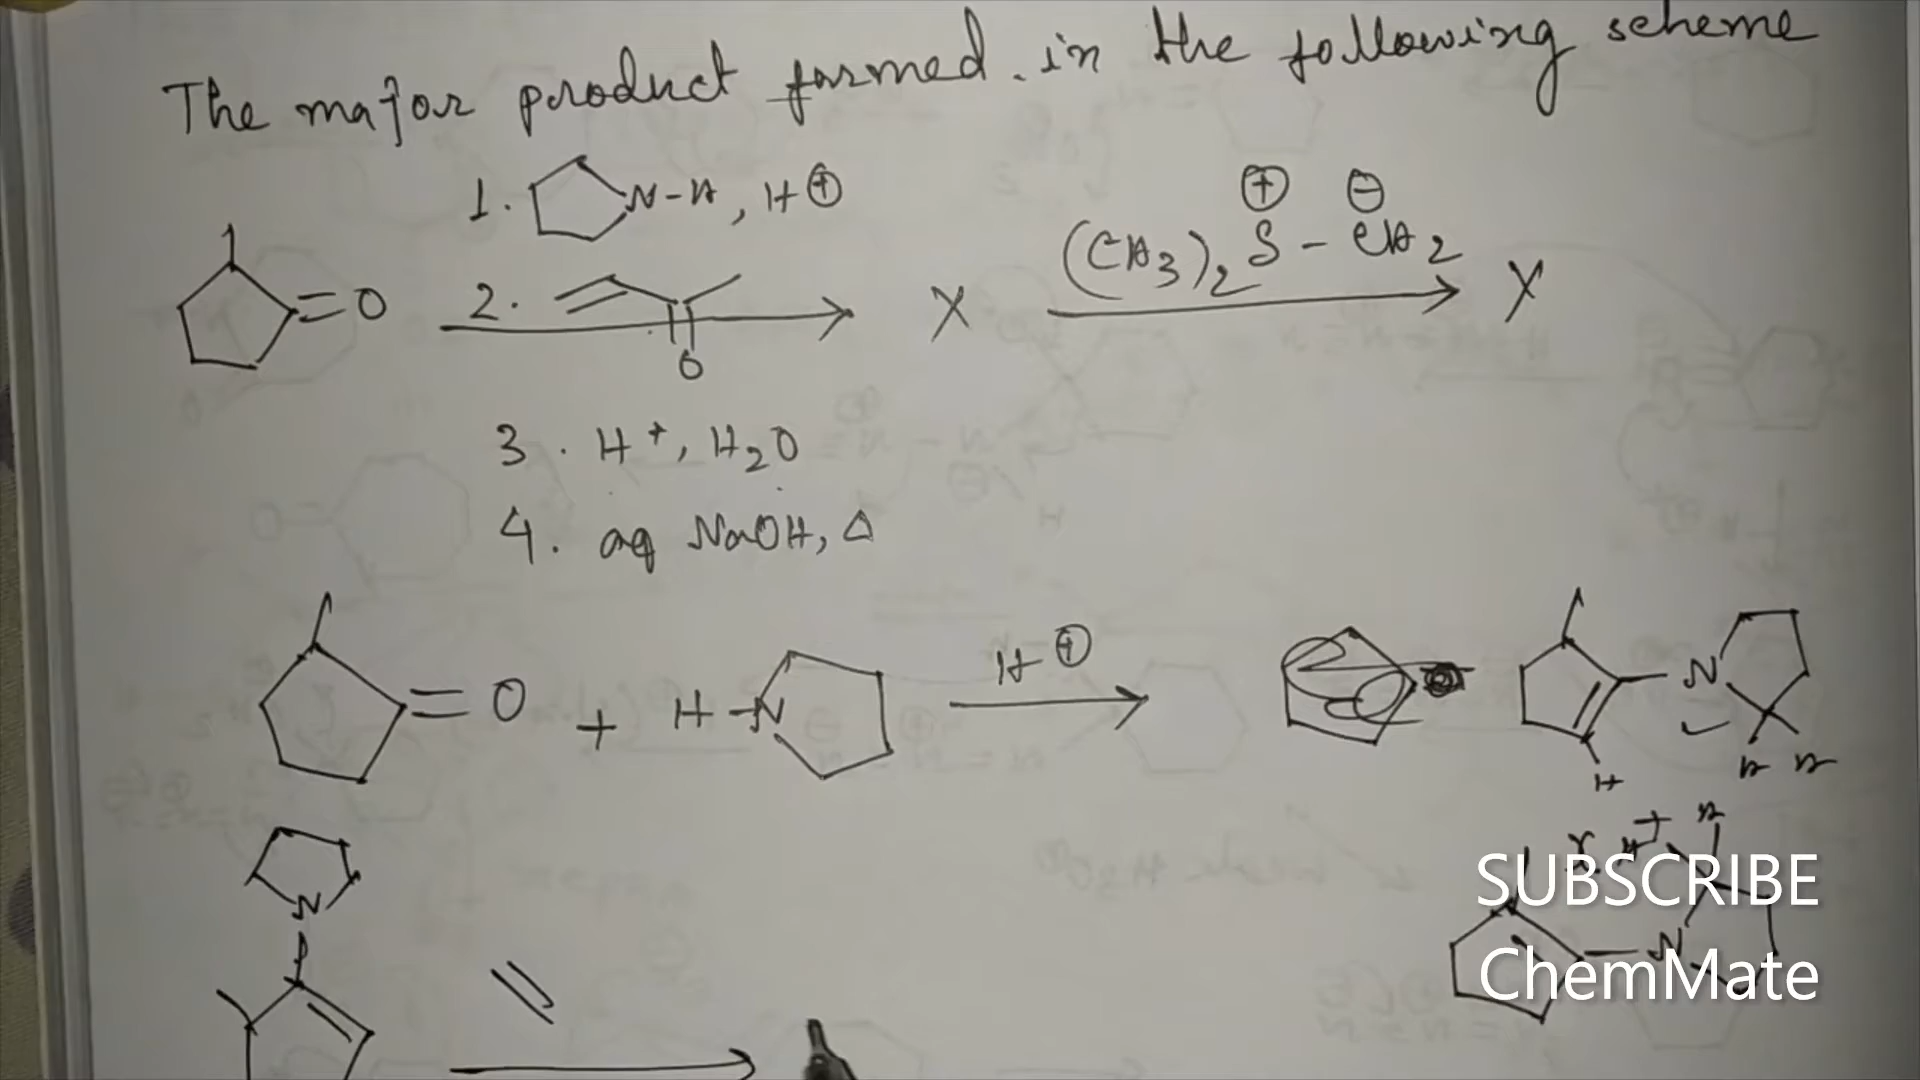 The major product formed. in the following scheme
1. N-H, H⊕
=O 2. O X (CH3)2 S⊕ - CH2⊖ Y
3. H+, H2O
4. aq NaOH, Δ
=O + H-N H⊕ N
H H H
H+ H
N N
SUBSCRIBE
ChemMate